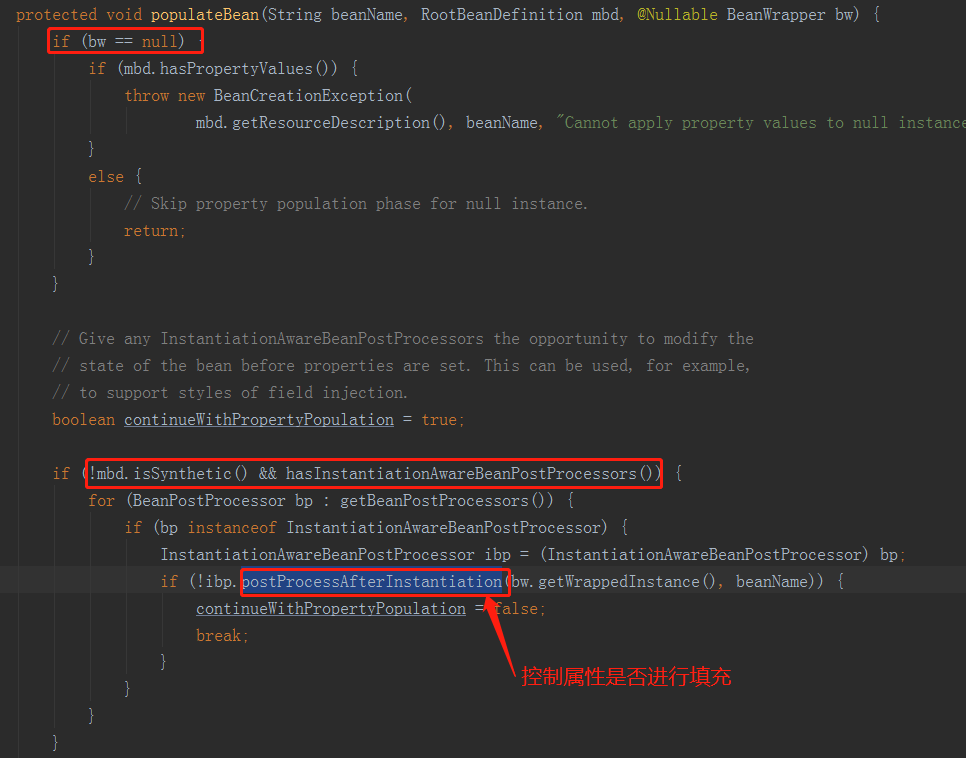 protected void populateBean(String beanName, RootBeanDefinition mbd, @Nullable BeanWrapper bw) {
if (bw == null) {
if (mbd.hasPropertyValues()) {
throw new BeanCreationException(
mbd.getResourceDescription(), beanName, "Cannot apply property values to null instance
}
else {
// Skip property population phase for null instance.
return;
}
}
// Give any InstantiationAwareBeanPostProcessors the opportunity to modify the
// state of the bean before properties are set. This can be used, for example,
// to support styles of field injection.
boolean continueWithPropertyPopulation = true;
if (!mbd.isSynthetic() && hasInstantiationAwareBeanPostProcessors()) {
for (BeanPostProcessor bp : getBeanPostProcessors()) {
if (bp instanceof InstantiationAwareBeanPostProcessor) {
InstantiationAwareBeanPostProcessor ibp = (InstantiationAwareBeanPostProcessor) bp;
if (!ibp.postProcessAfterInstantiation(bw.getWrappedInstance(), beanName)) {
continueWithPropertyPopulation = false;
break;
}
控制属性是否进行填充
}
}
}